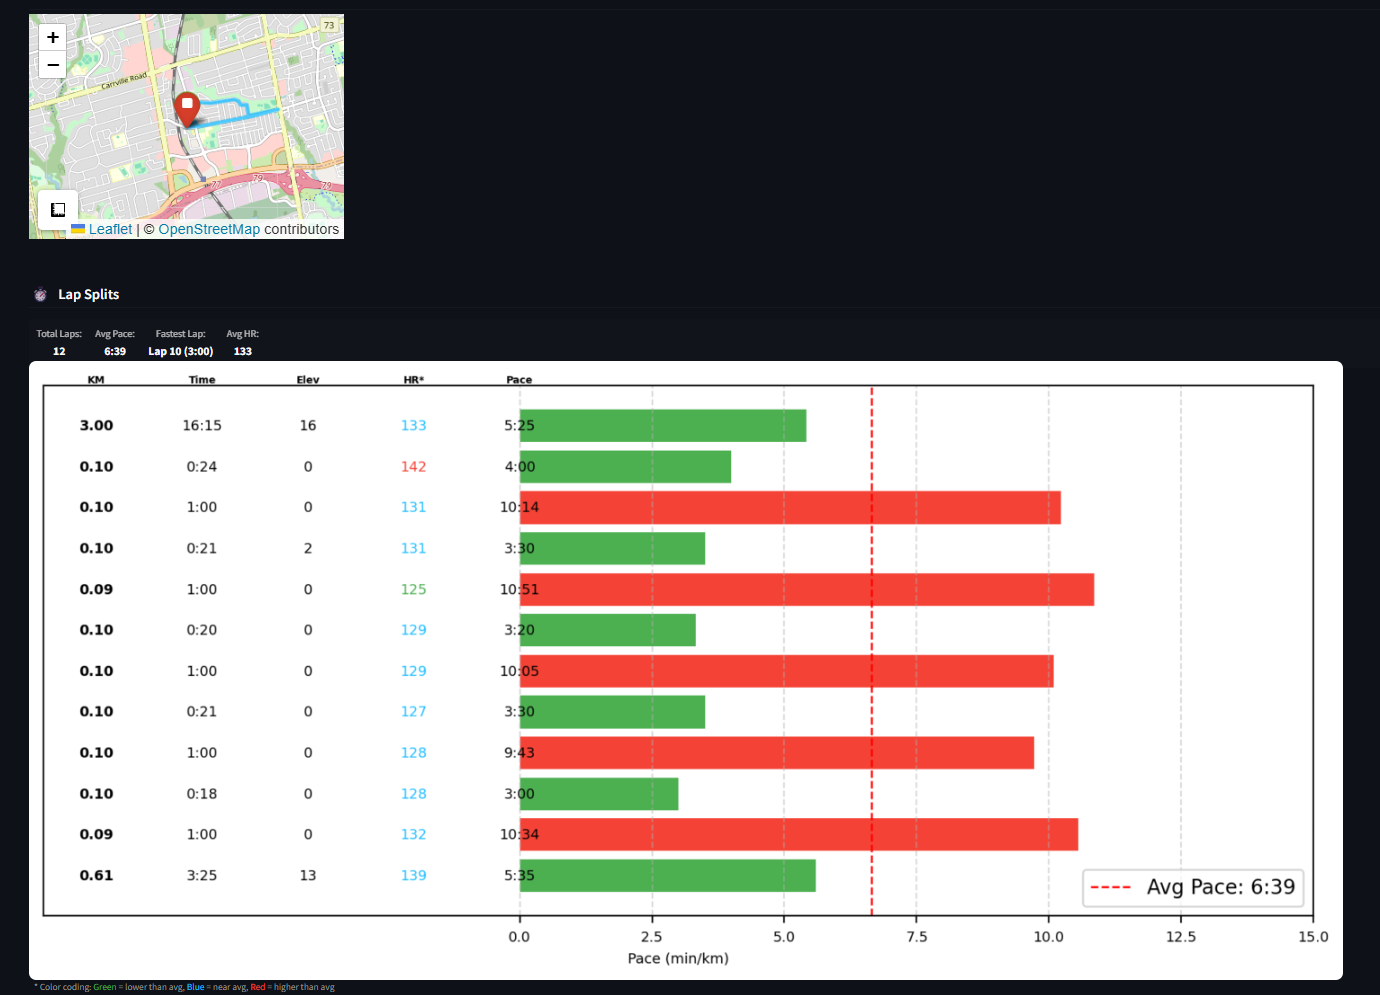 73
+
−
Carrville Road
77
79
79
Leaflet | © OpenStreetMap contributors
Lap Splits
Total Laps: Avg Pace: Fastest Lap: Avg HR:
12 6:39 Lap 10 (3:00) 133
KM Time Elev HR* Pace
3.00 16:15 16 133 5:25
0.10 0:24 0 142 4:00
0.10 1:00 0 131 10:14
0.10 0:21 2 131 3:30
0.09 1:00 0 125 10:51
0.10 0:20 0 129 3:20
0.10 1:00 0 129 10:05
0.10 0:21 0 127 3:30
0.10 1:00 0 128 9:43
0.10 0:18 0 128 3:00
0.09 1:00 0 132 10:34
0.61 3:25 13 139 5:35
Avg Pace: 6:39
0.0 2.5 5.0 7.5 10.0 12.5 15.0
Pace (min/km)
* Color coding: Green = lower than avg, Blue = near avg, Red = higher than avg